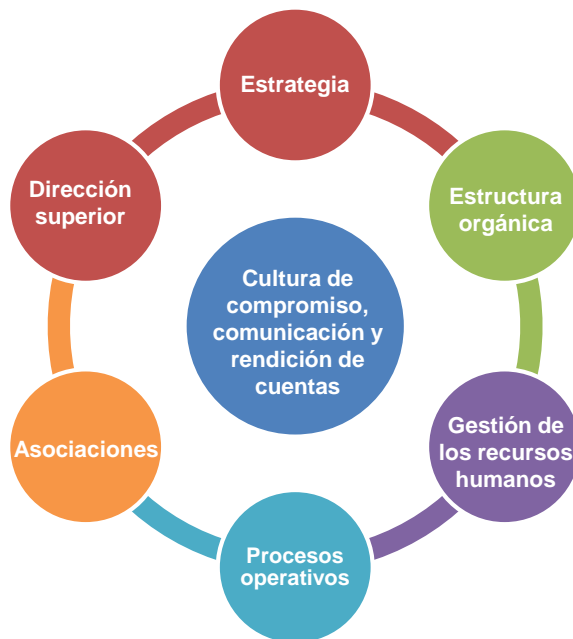 Estrategia
Dirección
superior
Estructura
orgánica
Cultura de
compromiso,
comunicación y
rendición de
cuentas
Asociaciones
Gestión de
los recursos
humanos
Procesos
operativos